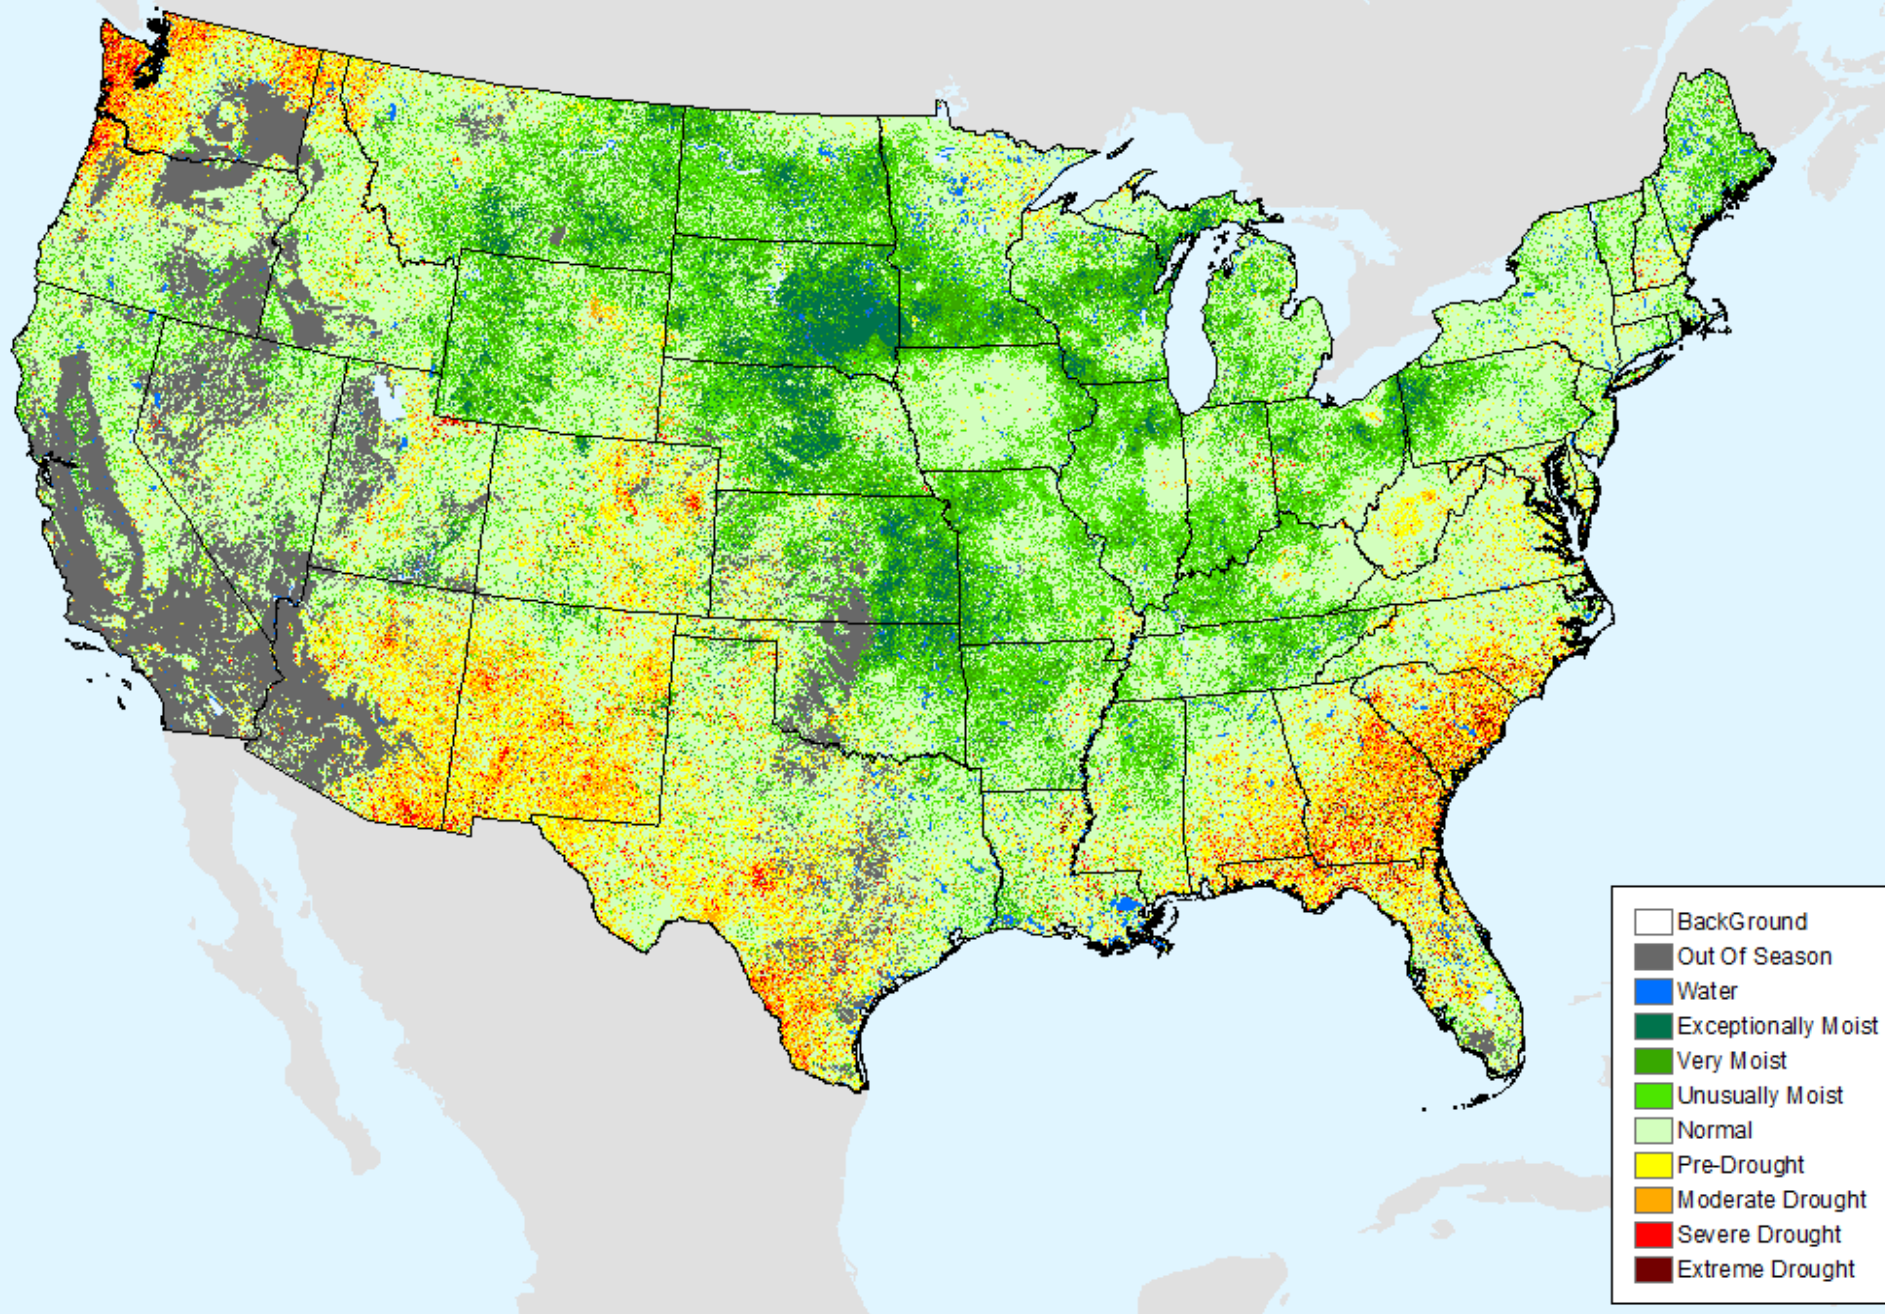 BackGround
Out Of Season
Water
Exceptionally Moist
Very Moist
Unusually Moist
Normal
Pre-Drought
Moderate Drought
Severe Drought
Extreme Drought